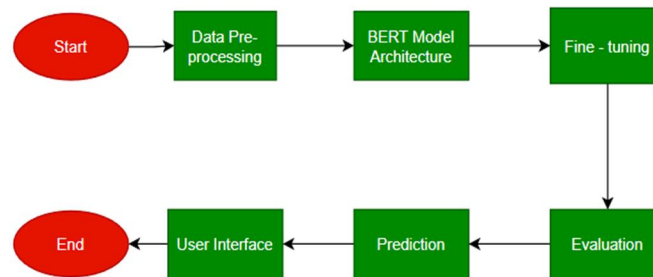 Start
Data Pre-
processing
BERT Model
Architecture
Fine - tuning
End
User Interface
Prediction
Evaluation